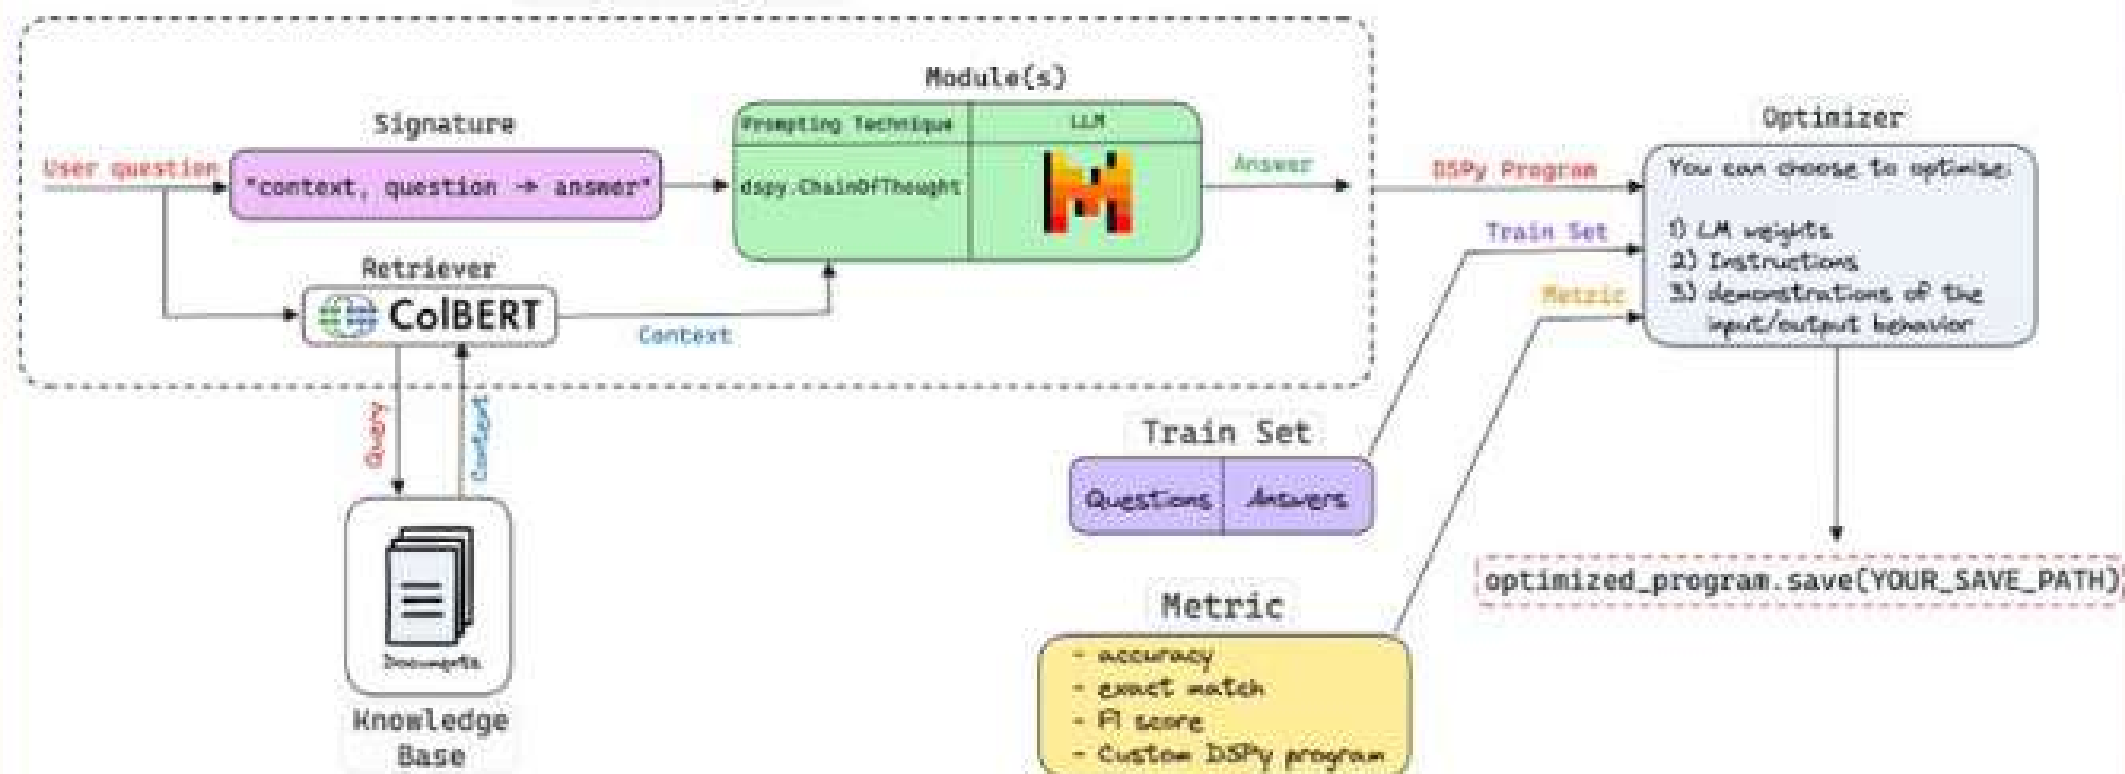 Module(s)
Signature
Prompting Technique
LLM
User question
"context, question -> answer"
dspy.ChainOfThought
Answer
Retriever
ColBERT
Context
Query
Context
Documents
Knowledge
Base
Optimizer
DSPy Program
You can choose to optimise:
1) LM weights
2) Instructions
3) demonstrations of the
input/output behavior
Train Set
Metric
Train Set
Questions
Answers
optimized_program.save(YOUR_SAVE_PATH)
Metric
- accuracy
- exact match
- F1 score
- Custom DSPy program